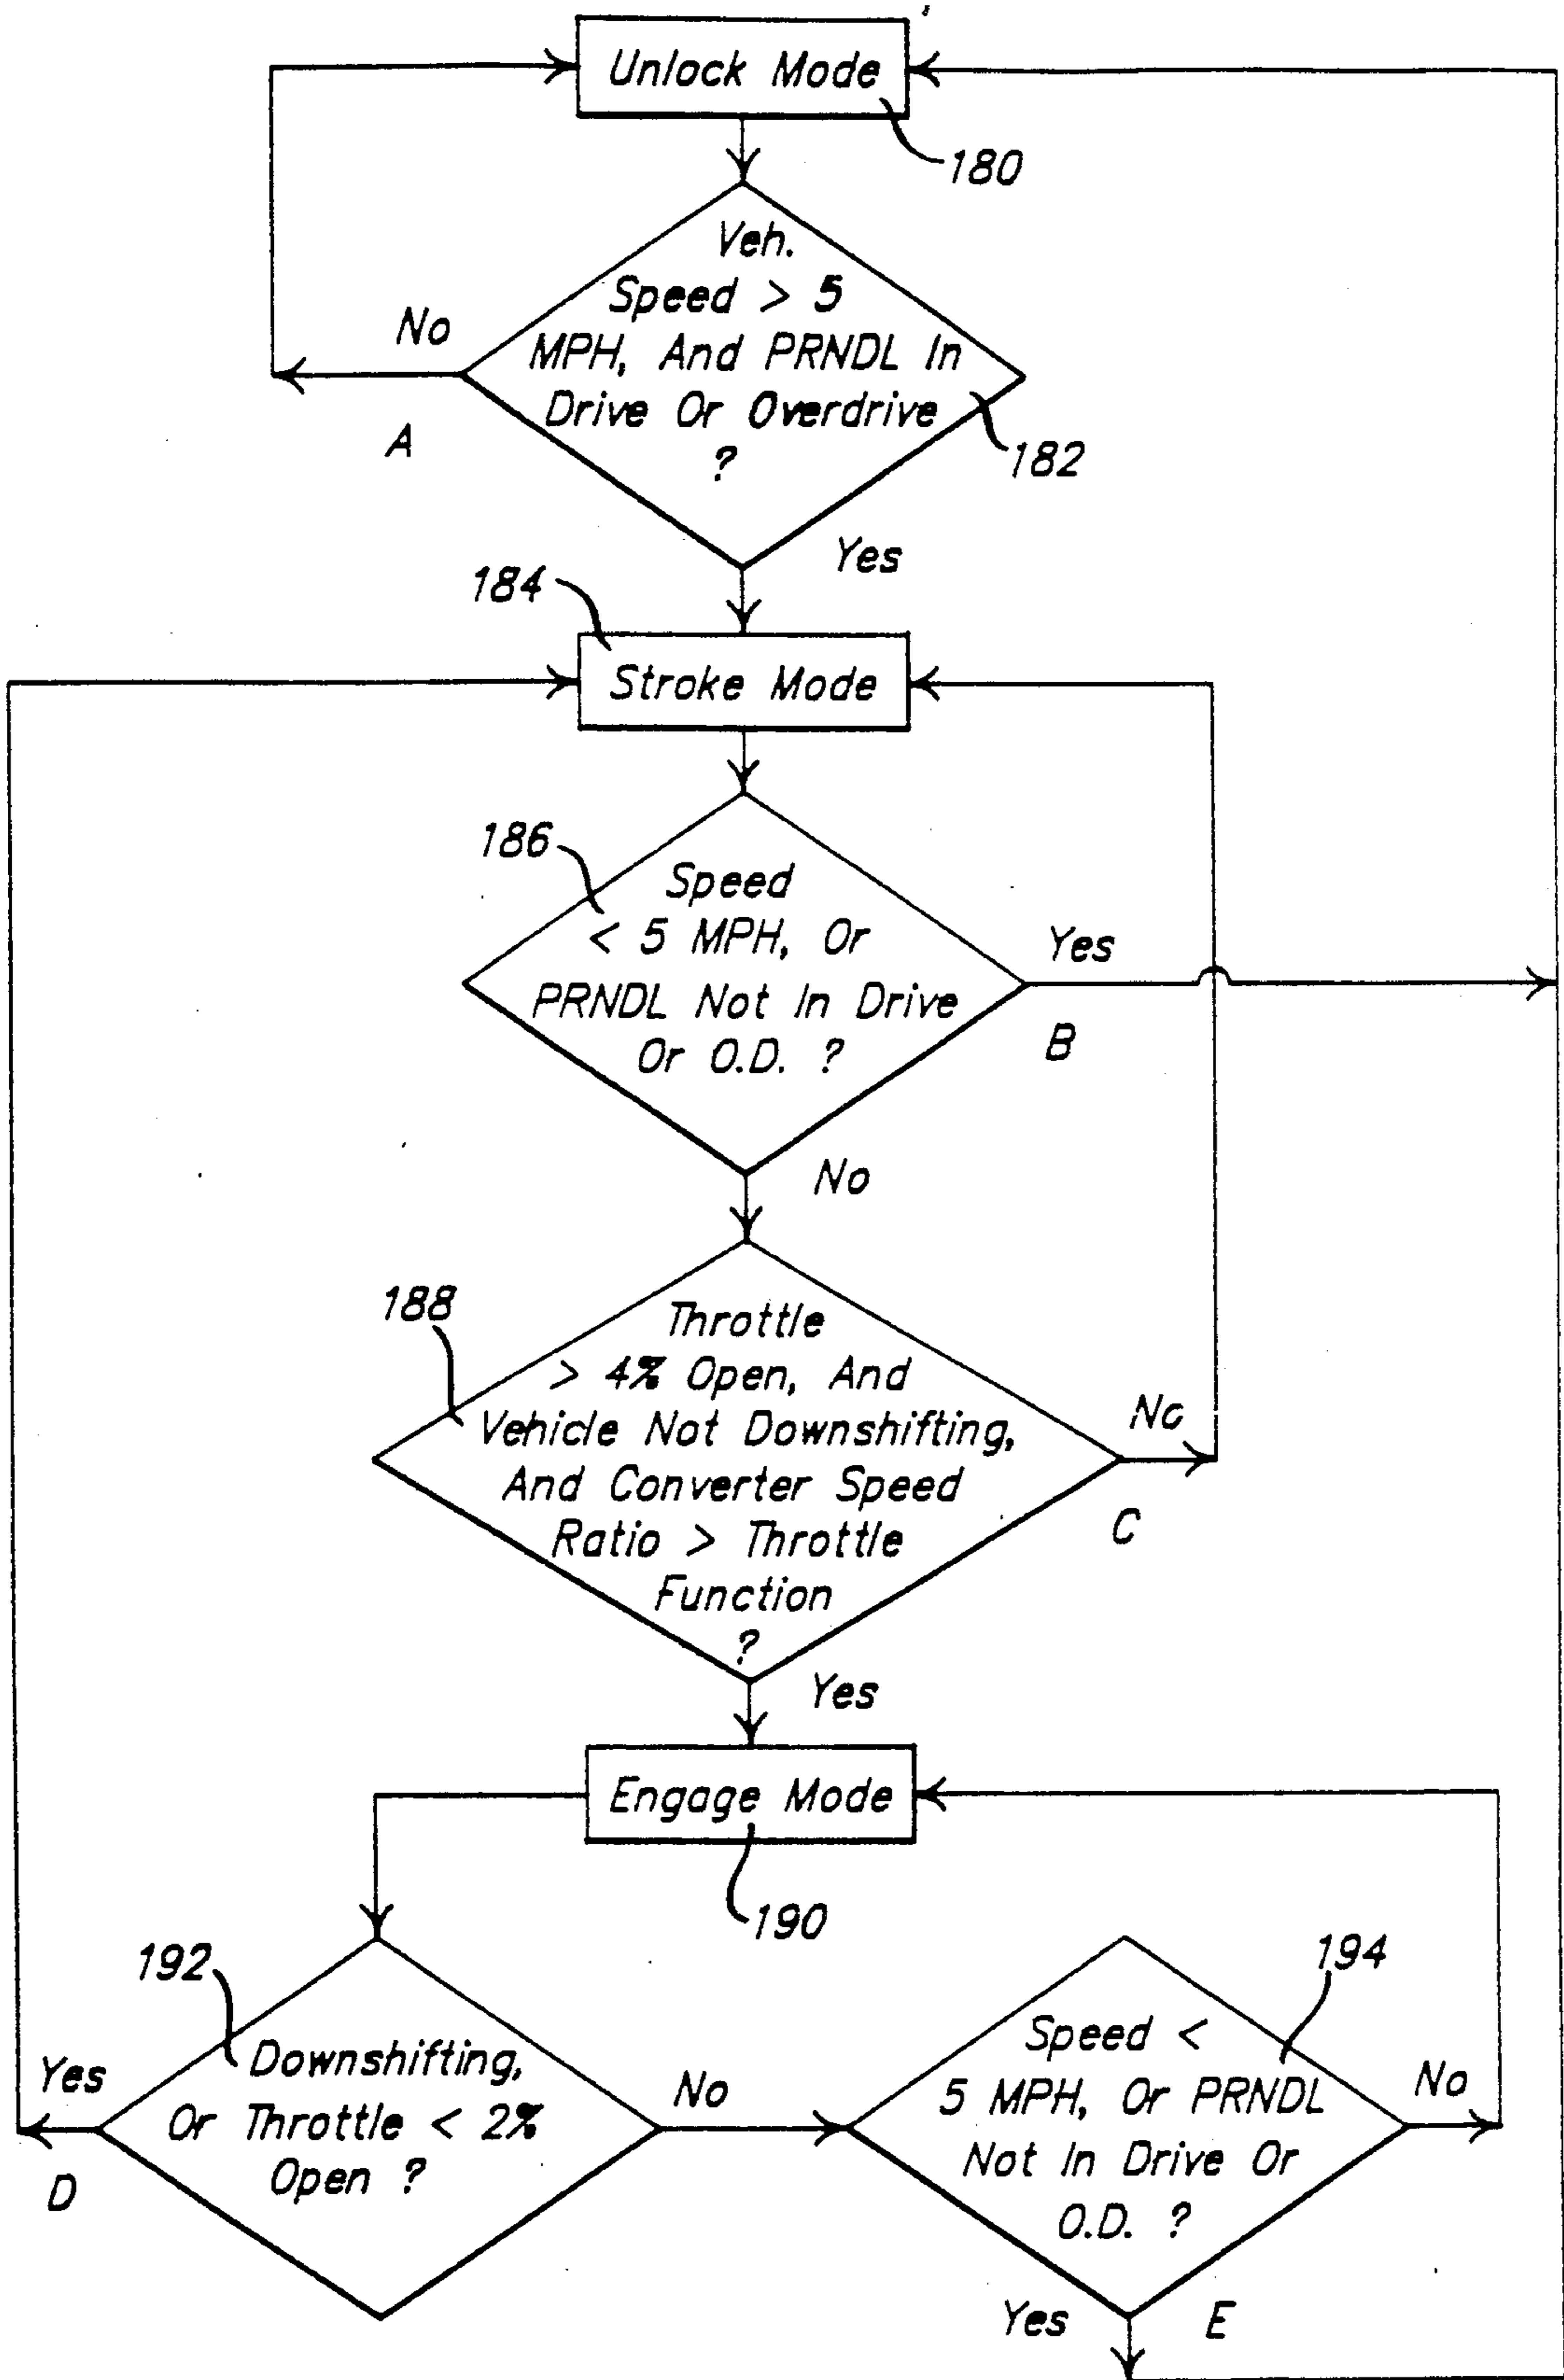 Unlock Mode
180
Veh.
Speed > 5
MPH, And PRNDL In
Drive Or Overdrive
?
182
No
A
Yes
184
Stroke Mode
186
Speed
< 5 MPH, Or
PRNDL Not In Drive
Or O.D. ?
Yes
B
No
188
Throttle
> 4% Open, And
Vehicle Not Downshifting,
And Converter Speed
Ratio > Throttle
Function
?
No
C
Yes
Engage Mode
190
192
Downshifting,
Or Throttle < 2%
Open ?
Yes
D
No
194
Speed <
5 MPH, Or PRNDL
Not In Drive Or
O.D. ?
No
Yes
E